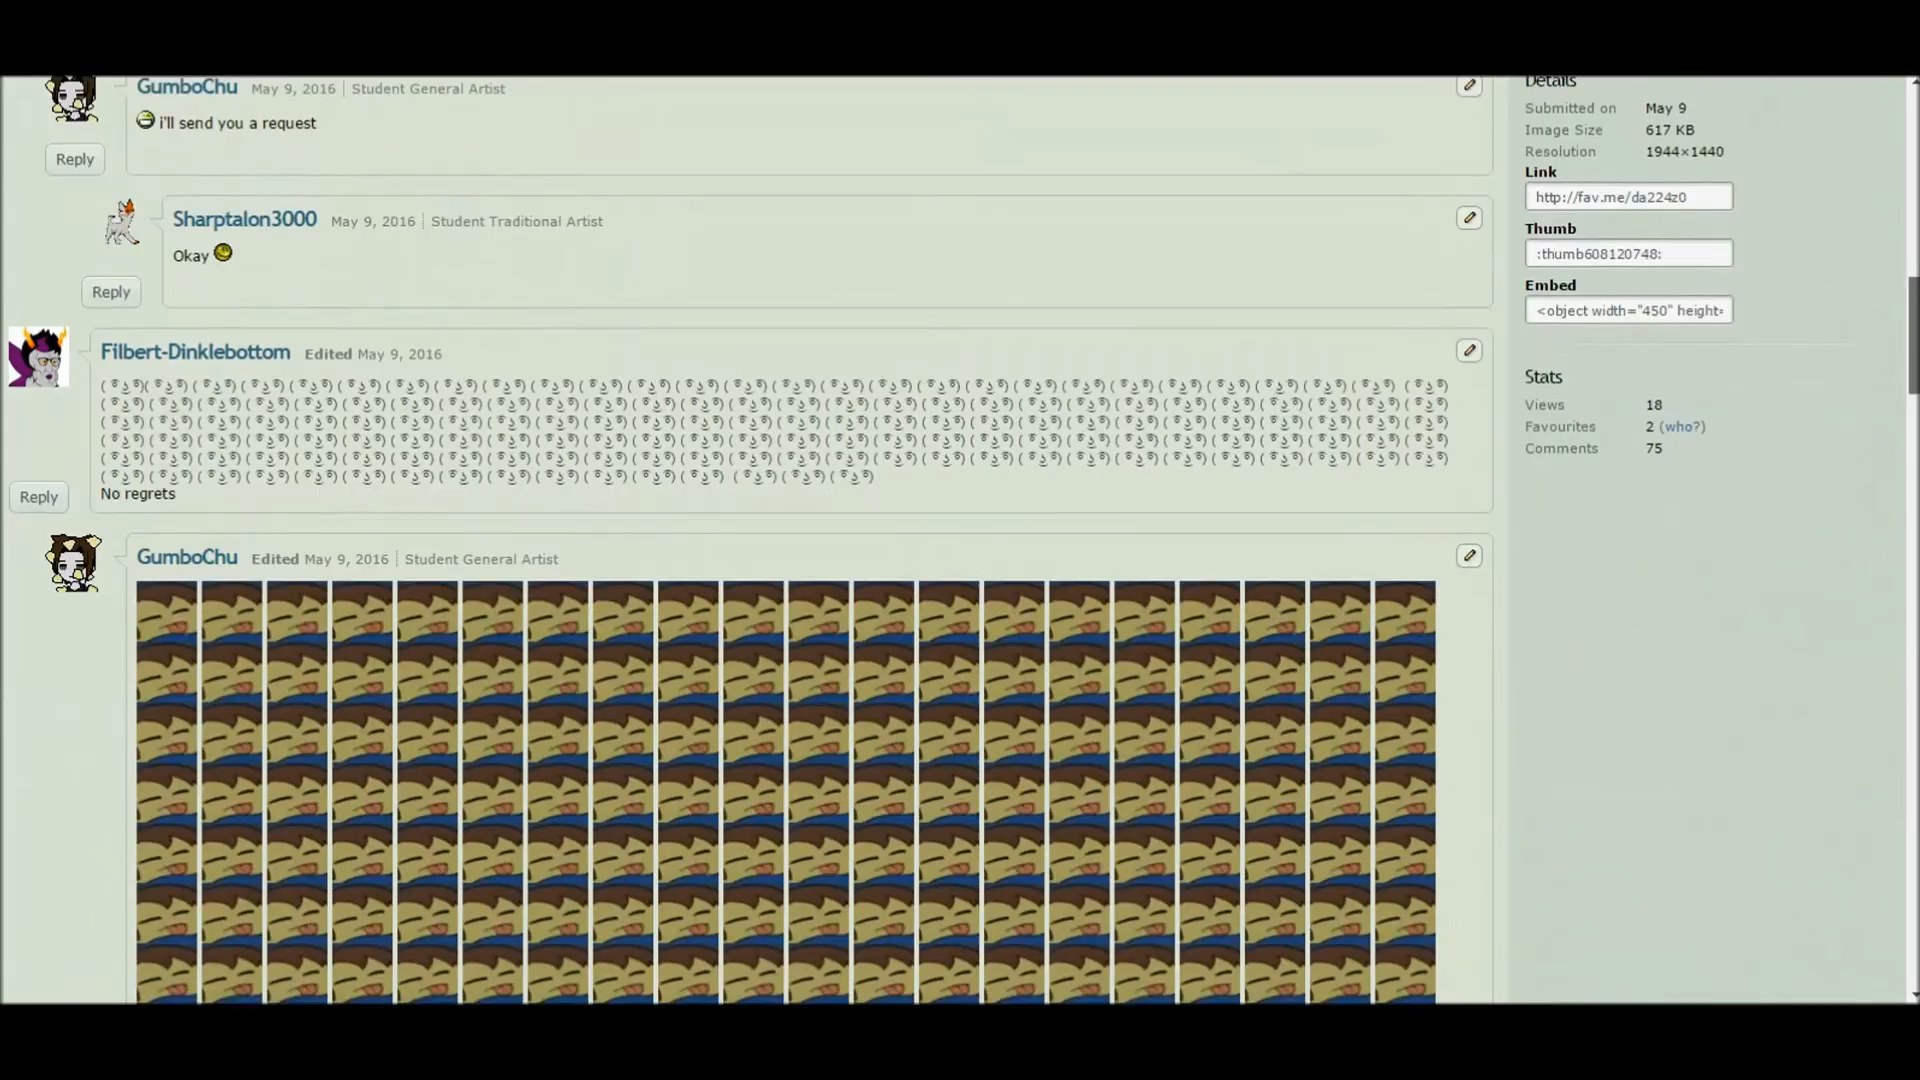 GumboChu May 9, 2016 Student General Artist
i'll send you a request
Reply
Sharptalon3000 May 9, 2016 Student Traditional Artist
Okay
Reply
Filbert-Dinklebottom Edited May 9, 2016
( ͡° ͜ʖ ͡°)( ͡° ͜ʖ ͡°) ( ͡° ͜ʖ ͡°) ( ͡° ͜ʖ ͡°) ( ͡° ͜ʖ ͡°) ( ͡° ͜ʖ ͡°) ( ͡° ͜ʖ ͡°) ( ͡° ͜ʖ ͡°) ( ͡° ͜ʖ ͡°) ( ͡° ͜ʖ ͡°) ( ͡° ͜ʖ ͡°) ( ͡° ͜ʖ ͡°) ( ͡° ͜ʖ ͡°) ( ͡° ͜ʖ ͡°) ( ͡° ͜ʖ ͡°) ( ͡° ͜ʖ ͡°) ( ͡° ͜ʖ ͡°) ( ͡° ͜ʖ ͡°) ( ͡° ͜ʖ ͡°) ( ͡° ͜ʖ ͡°) ( ͡° ͜ʖ ͡°) ( ͡° ͜ʖ ͡°) ( ͡° ͜ʖ ͡°) ( ͡° ͜ʖ ͡°) ( ͡° ͜ʖ ͡°) ( ͡° ͜ʖ ͡°) ( ͡° ͜ʖ ͡°) ( ͡° ͜ʖ ͡°)
No regrets
Reply
GumboChu Edited May 9, 2016 Student General Artist
Details
Submitted on May 9
Image Size 617 KB
Resolution 1944×1440
Link
http://fav.me/da224z0
Thumb
:thumb608120748:
Embed
<object width="450" height=
Stats
Views 18
Favourites 2 (who?)
Comments 75